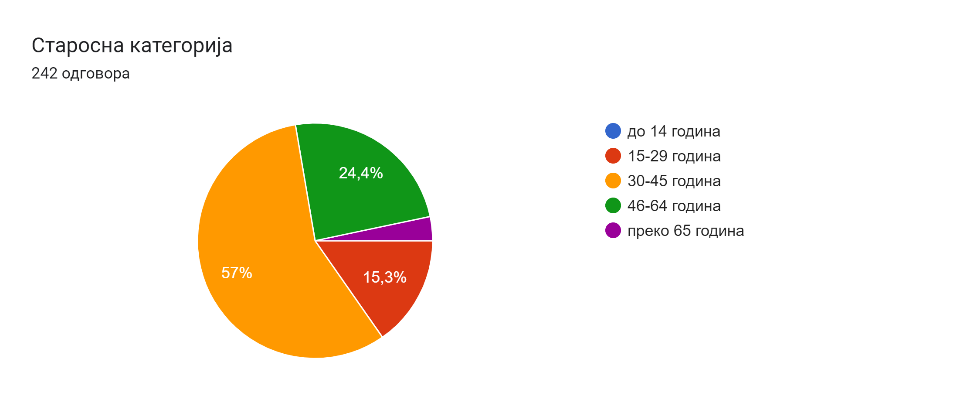 Старосна категорија
242 одговора
до 14 година
15-29 година
30-45 година
46-64 година
преко 65 година
24,4%
57%
15,3%